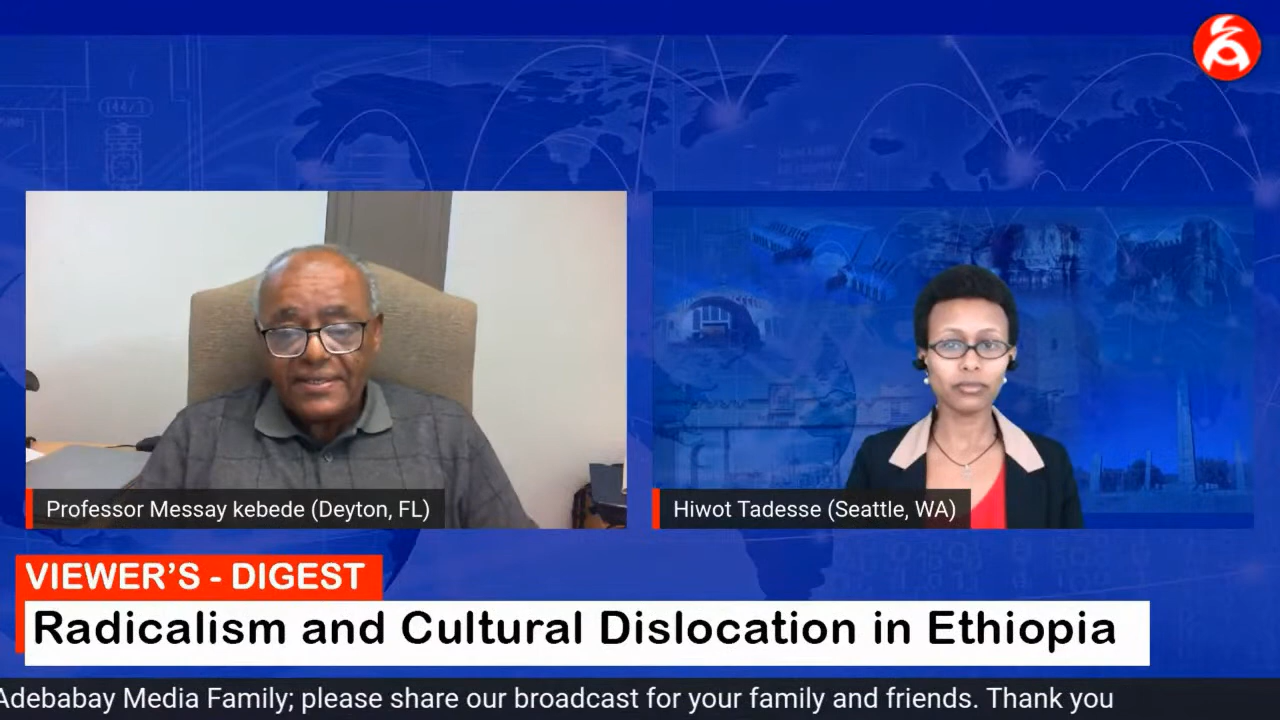 Professor Messay kebede (Deyton, FL)
Hiwot Tadesse (Seattle, WA)
VIEWER'S - DIGEST
Radicalism and Cultural Dislocation in Ethiopia
Adebabay Media Family; please share our broadcast for your family and friends. Thank you